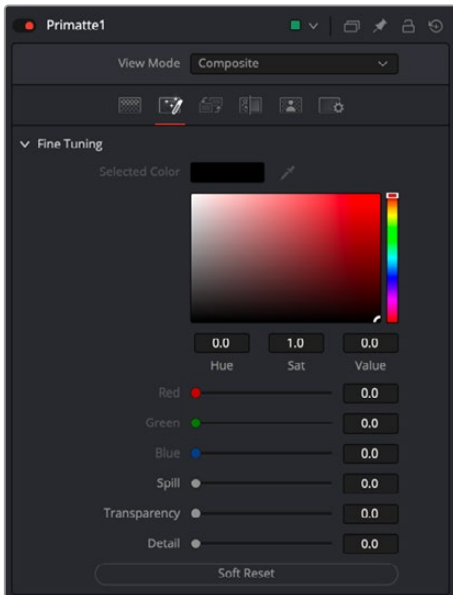 Primatte1
View Mode Composite
Fine Tuning
Selected Color
0.0 1.0 0.0
Hue Sat Value
Red 0.0
Green 0.0
Blue 0.0
Spill 0.0
Transparency 0.0
Detail 0.0
Soft Reset